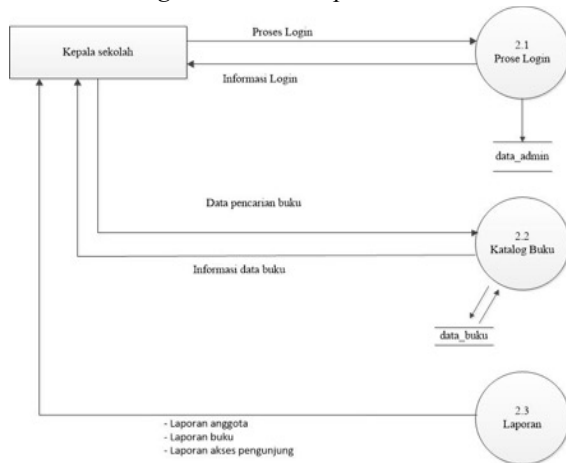 Proses Login
Kepala sekolah
2.1
Prose Login
Informasi Login
data_admin
Data pencarian buku
2.2
Katalog Buku
Informasi data buku
data_buku
2.3
Laporan
- Laporan anggota
- Laporan buku
- Laporan akses pengunjung